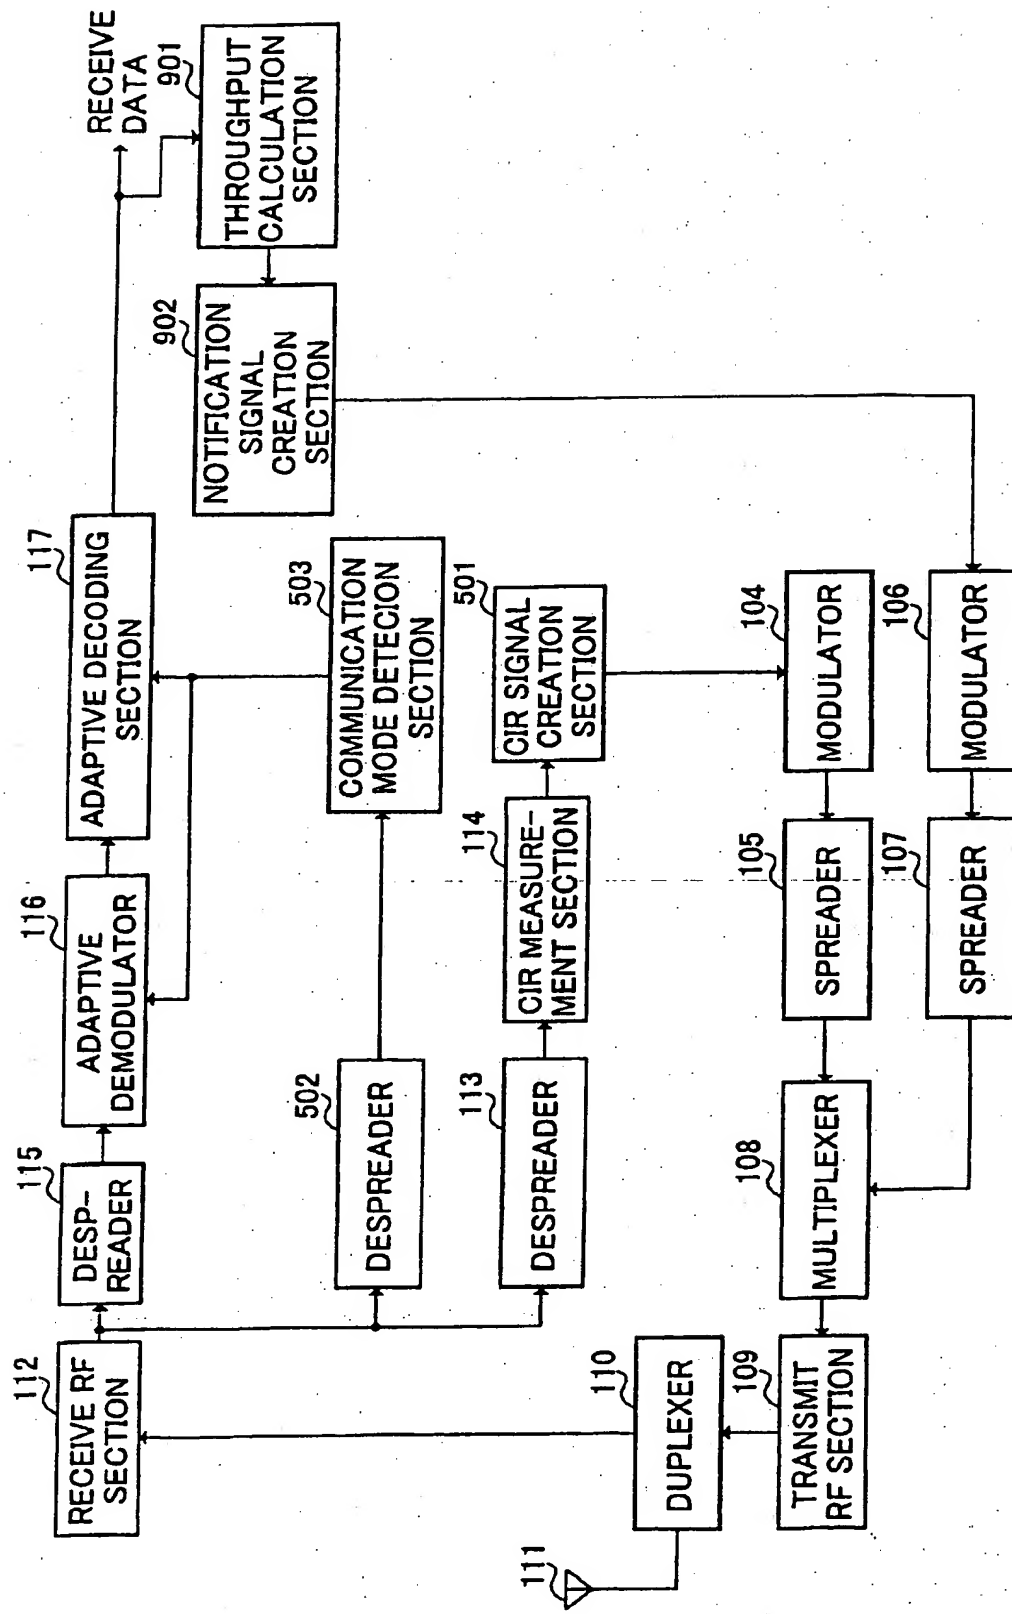 112
RECEIVE RF
SECTION
115
DESP-
READER
116
ADAPTIVE
DEMODULATOR
117
ADAPTIVE DECODING
SECTION
RECEIVE
DATA
901
THROUGHPUT
CALCULATION
SECTION
902
NOTIFICATION
SIGNAL
CREATION
SECTION
502
DESPREADER
503
COMMUNICATION
MODE DETECION
SECTION
113
DESPREADER
114
CIR MEASURE-
MENT SECTION
501
CIR SIGNAL
CREATION
SECTION
111
110
DUPLEXER
109
TRANSMIT
RF SECTION
108
MULTIPLEXER
105
SPREADER
104
MODULATOR
107
SPREADER
106
MODULATOR